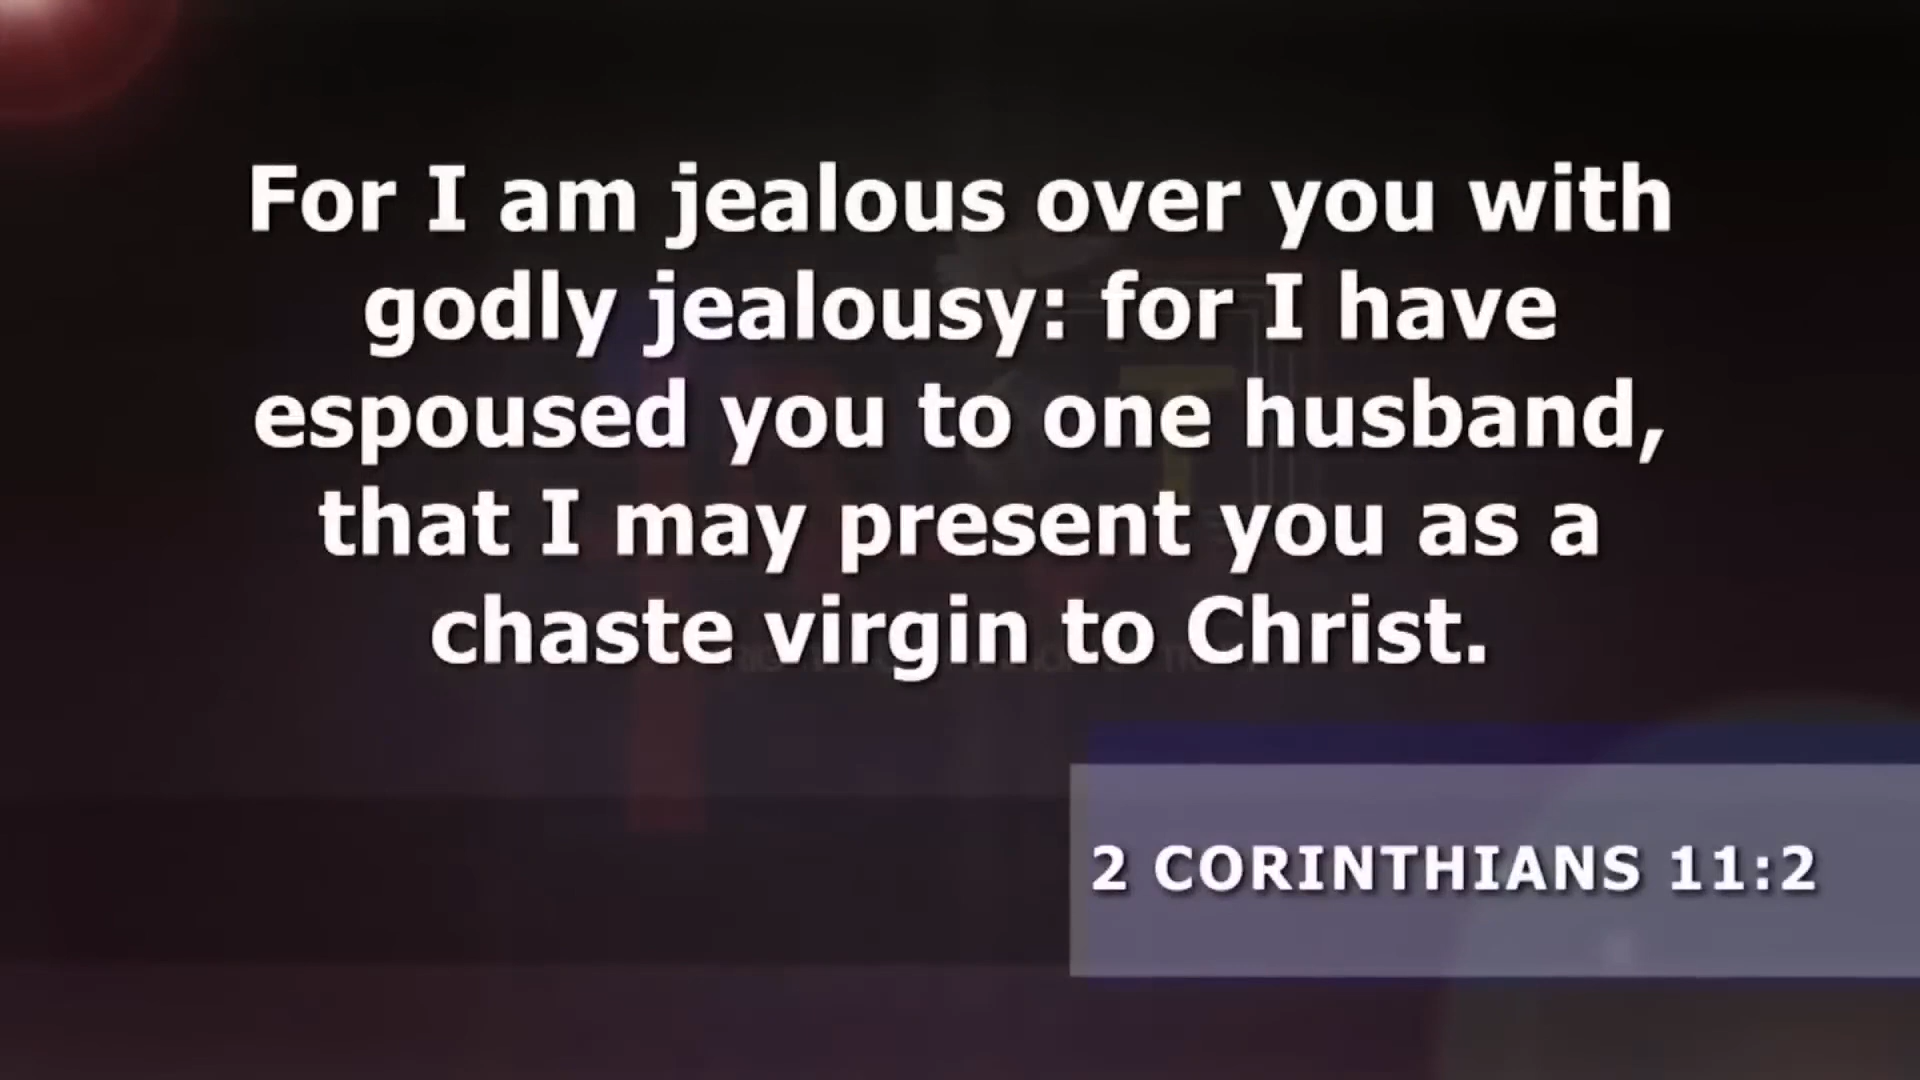 For I am jealous over you with
godly jealousy: for I have
espoused you to one husband,
that I may present you as a
chaste virgin to Christ.
2 CORINTHIANS 11:2